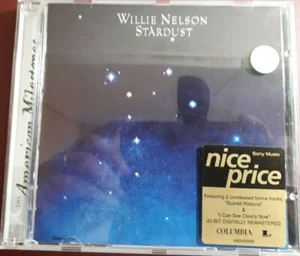 WILLIE NELSON
STARDUST
American Milestones
Sony Music
nice
price
Featuring 2 unreleased bonus tracks,
"Scarlet Ribbons"
&
"I Can See Clearly Now"
20-BIT DIGITALLY REMASTERED
COLUMBIA